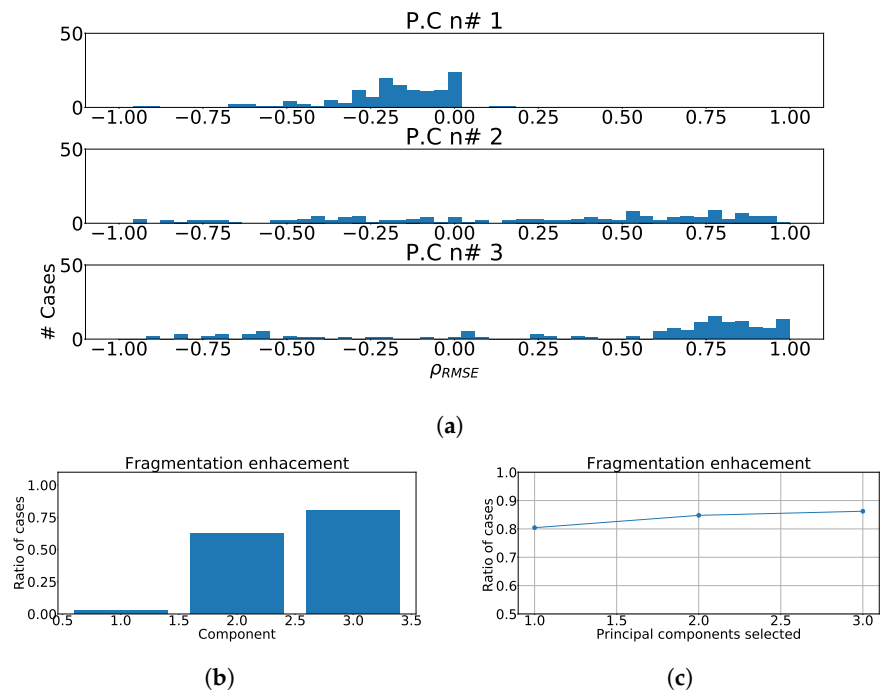 P.C n# 1
50
0
−1.00 −0.75 −0.50 −0.25 0.00 0.25 0.50 0.75 1.00
P.C n# 2
50
0
−1.00 −0.75 −0.50 −0.25 0.00 0.25 0.50 0.75 1.00
P.C n# 3
50
0
# Cases
−1.00 −0.75 −0.50 −0.25 0.00 0.25 0.50 0.75 1.00
ρRMSE
(a)
Fragmentation enhacement
1.00
0.75
0.50
0.25
0.00
Ratio of cases
0.5 1.0 1.5 2.0 2.5 3.0 3.5
Component
(b)
Fragmentation enhacement
1.0
0.9
0.8
0.7
0.6
0.5
Ratio of cases
1.0 1.5 2.0 2.5 3.0
Principal components selected
(c)